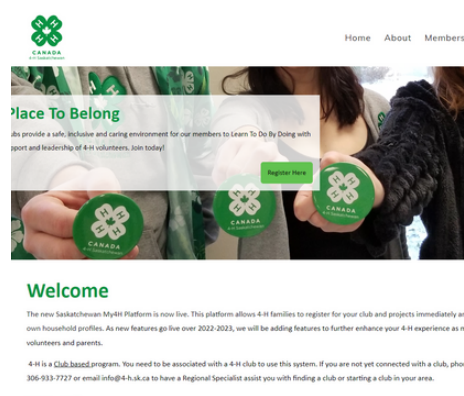 CANADA
4-H Saskatchewan
Home About Members
Place To Belong
ubs provide a safe, inclusive and caring environment for our members to Learn To Do By Doing with
pport and leadership of 4-H volunteers. Join today!
Register Here
H H H H
CANADA
4-H Saskatchewan
H H H H
CANADA
4-H Saskatchewan
H H H H
CANADA
4-H Saskatchewan
Welcome
The new Saskatchewan My4H Platform is now live. This platform allows 4-H families to register for your club and projects immediately
own household profiles. As new features go live over 2022-2023, we will be adding features to further enhance your 4-H experience as
volunteers and parents.
4-H is a Club based program. You need to be associated with a 4-H club to use this system. If you are not yet connected with a club,
306-933-7727 or email info@4-h.sk.ca to have a Regional Specialist assist you with finding a club or starting a club in your area.